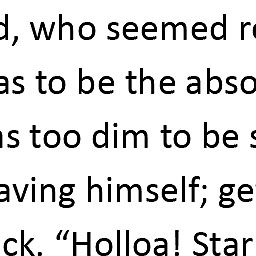 d, who seemed re
as to be the abso
s too dim to be s
aving himself; ge
ck. “Holloa! Star